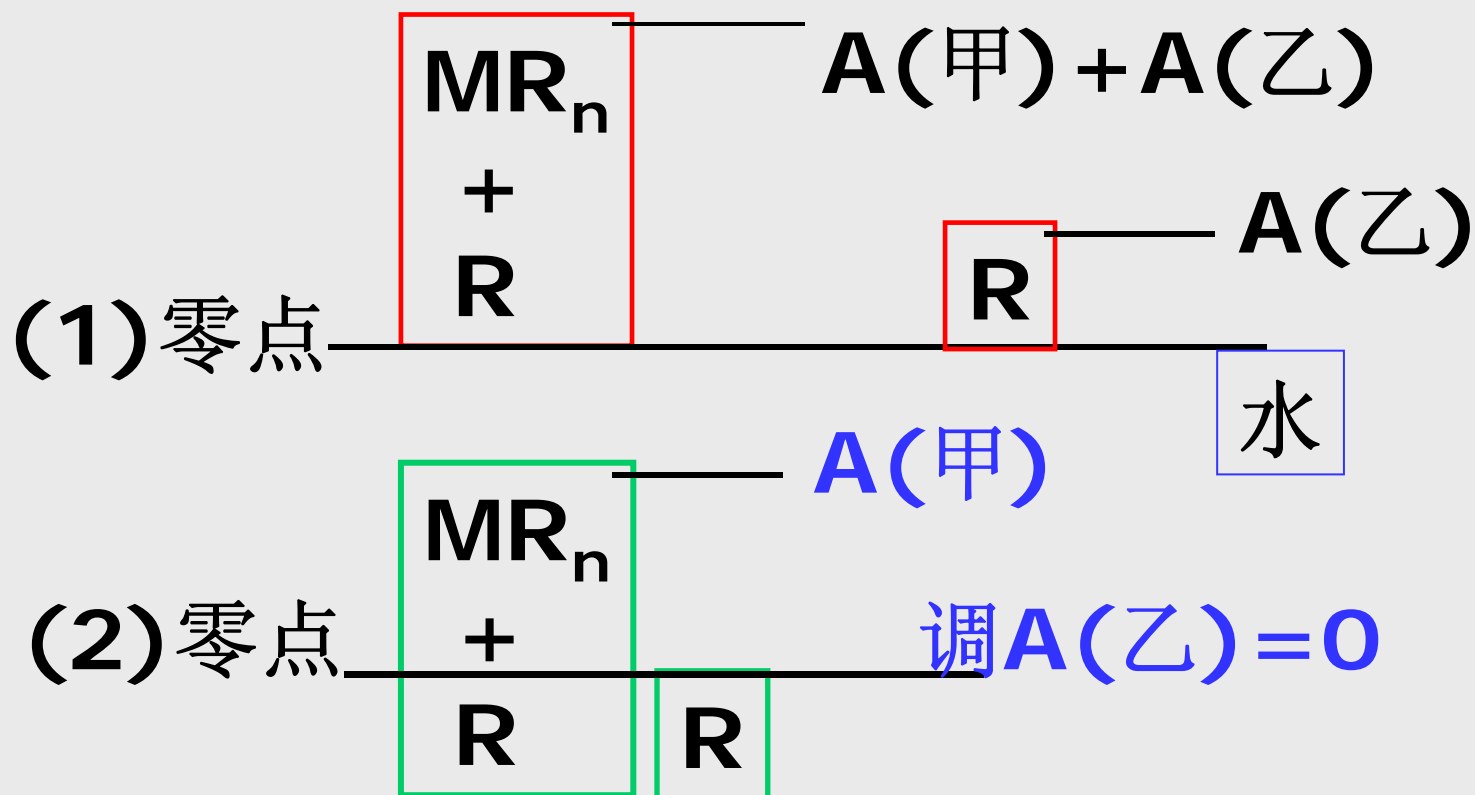 MRn
+
R
A(甲)+A(乙)
R
A(乙)
(1)零点
水
MRn
+
R
A(甲)
(2)零点
R
调A(乙)=0